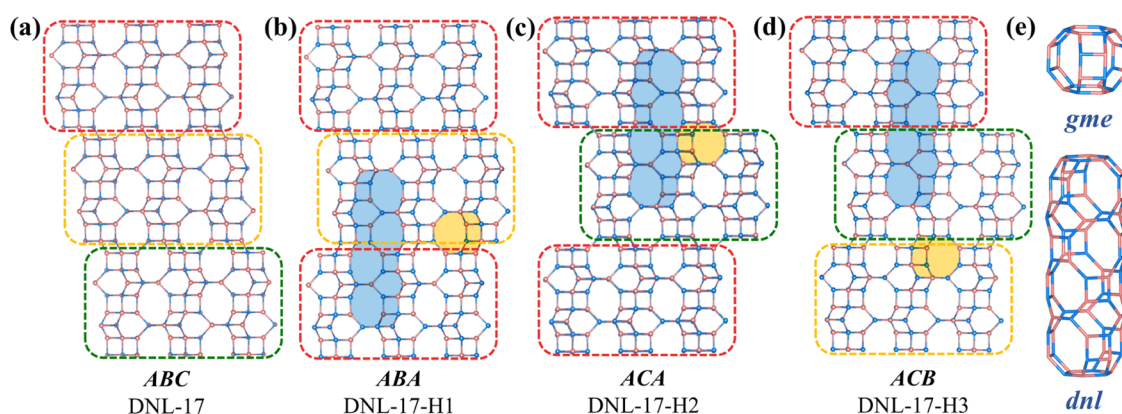 (a)
(b)
(c)
(d)
(e)
gme
dnl
ABC
ABA
ACA
ACB
DNL-17
DNL-17-H1
DNL-17-H2
DNL-17-H3